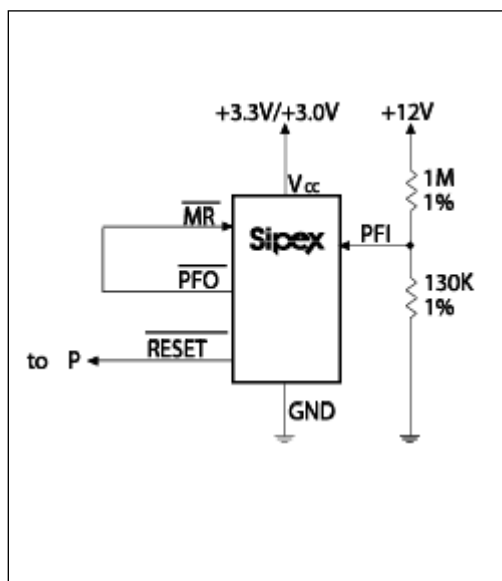 +3.3V/+3.0V
+12V
Vcc
1M
1%
MR
Sipex
PFI
PFO
130K
1%
RESET
to P
GND